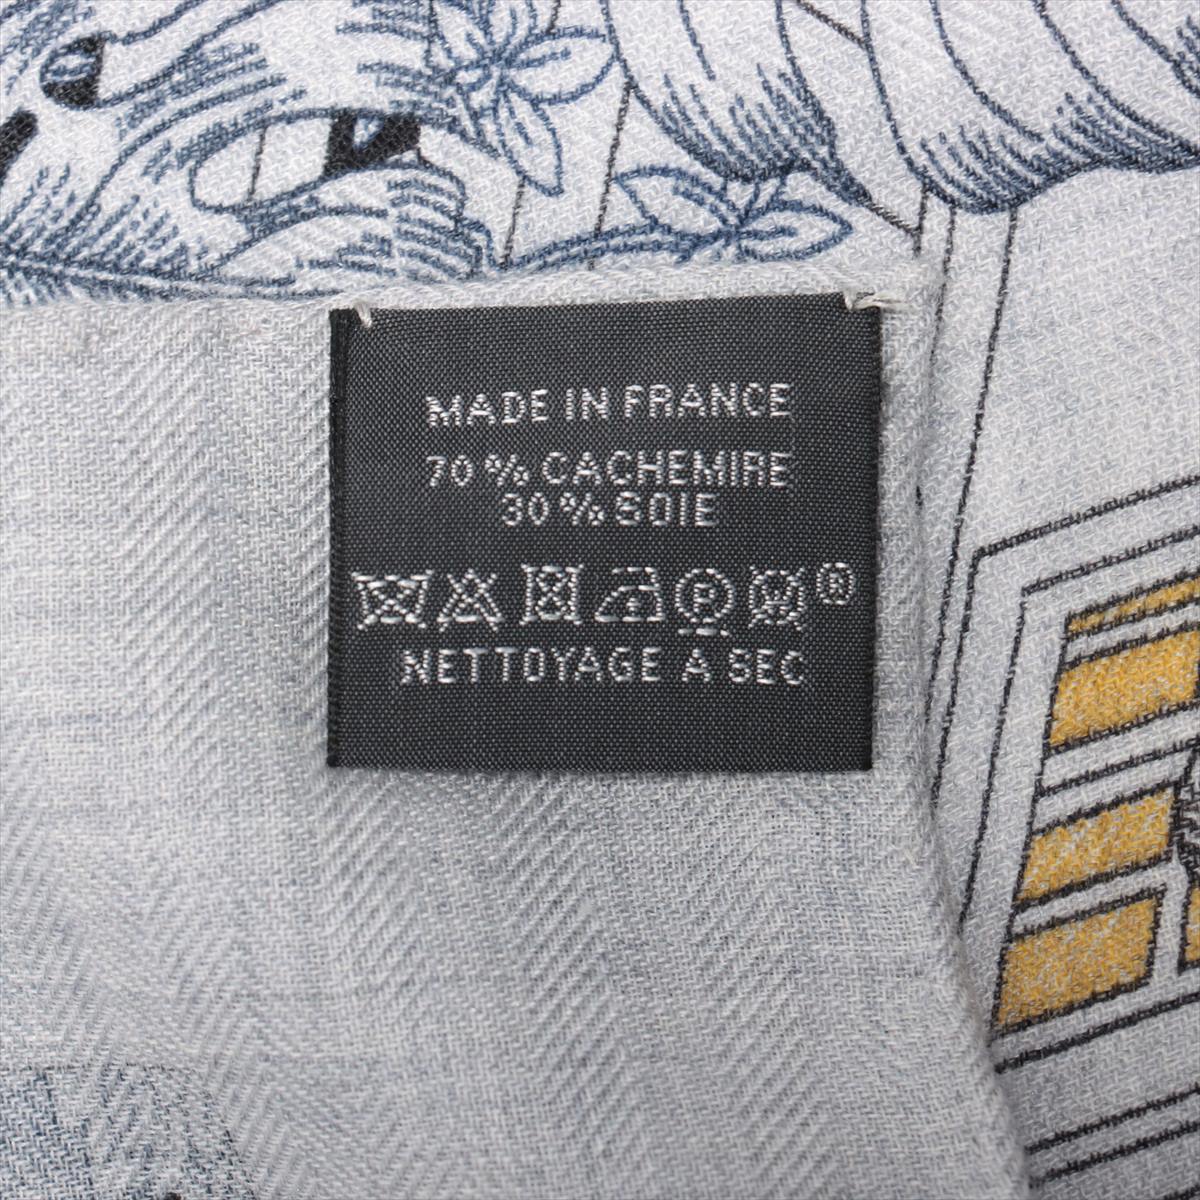 MADE IN FRANCE
70 % CACHEMIRE
30 % SOIE
P W ®
NETTOYAGE A SEC